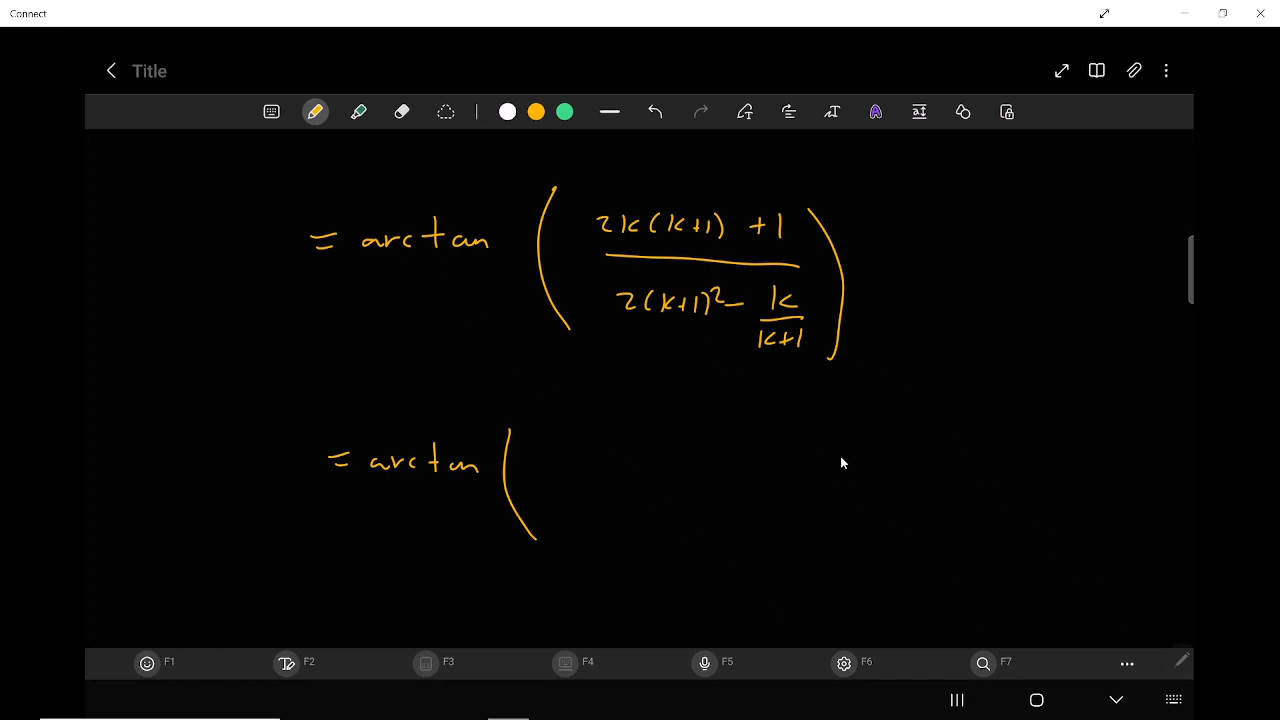 Connect
Title
= arctan ( (2k(k+1) + 1) / (2(k+1)² - k/(k+1)) )
= arctan (
F1 F2 F3 F4 F5 F6 F7